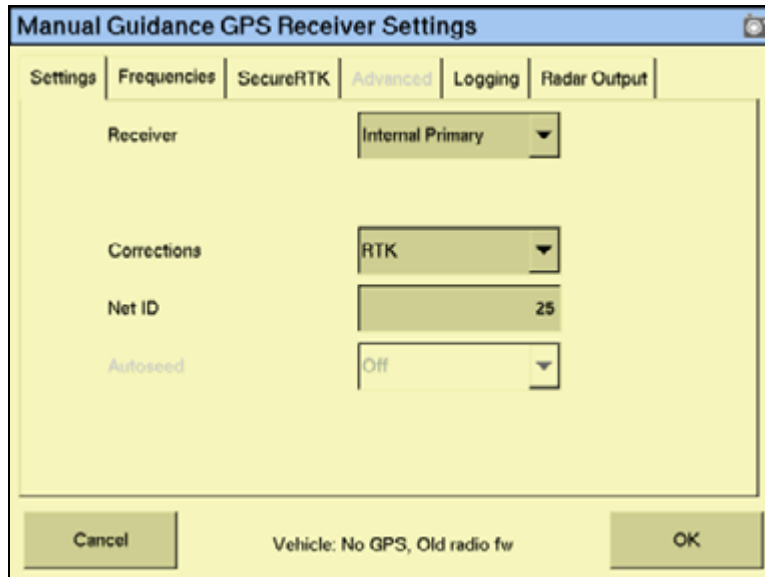 Manual Guidance GPS Receiver Settings
Settings Frequencies SecureRTK Advanced Logging Radar Output
Receiver Internal Primary
Corrections RTK
Net ID 25
Autoseed Off
Cancel Vehicle: No GPS, Old radio fw OK